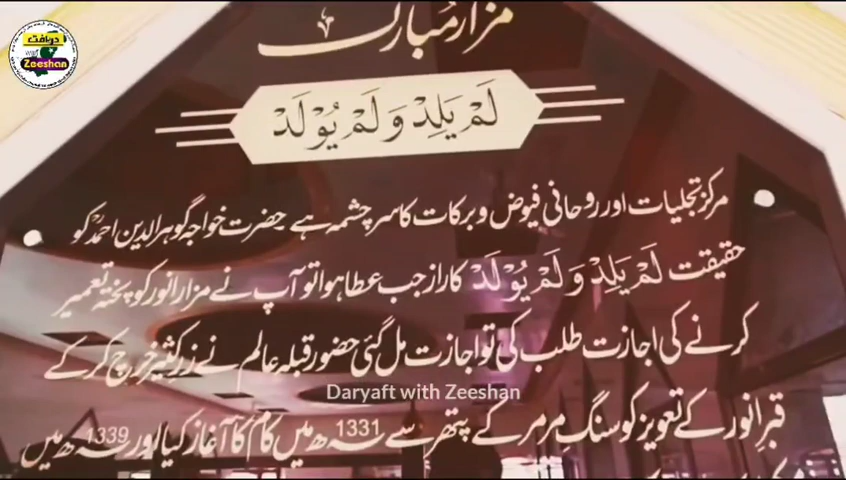 دریافت
with
Zeeshan
مزار مبارک
لَمْ يَلِدْ وَلَمْ يُوْلَدْ
مرکز تجلیات اور روحانی فیوض و برکات کا سرچشمہ ہے حضرت خواجہ گوہر الدین احمدؒ کو
حقیقت لَمْ يَلِدْ وَلَمْ يُوْلَدْ کا راز جب عطا ہوا تو آپ نے مزار انور کو پختہ تعمیر
کرنے کی اجازت طلب کی تو اجازت مل گئی حضور قبلہ عالم نے زرِ کثیر خرچ کر کے
Daryaft with Zeeshan
قبرِ انور کے تعویز کو سنگِ مرمر کے پتھر سے 1331ھ میں کام کا آغاز کیا اور 1339ھ میں